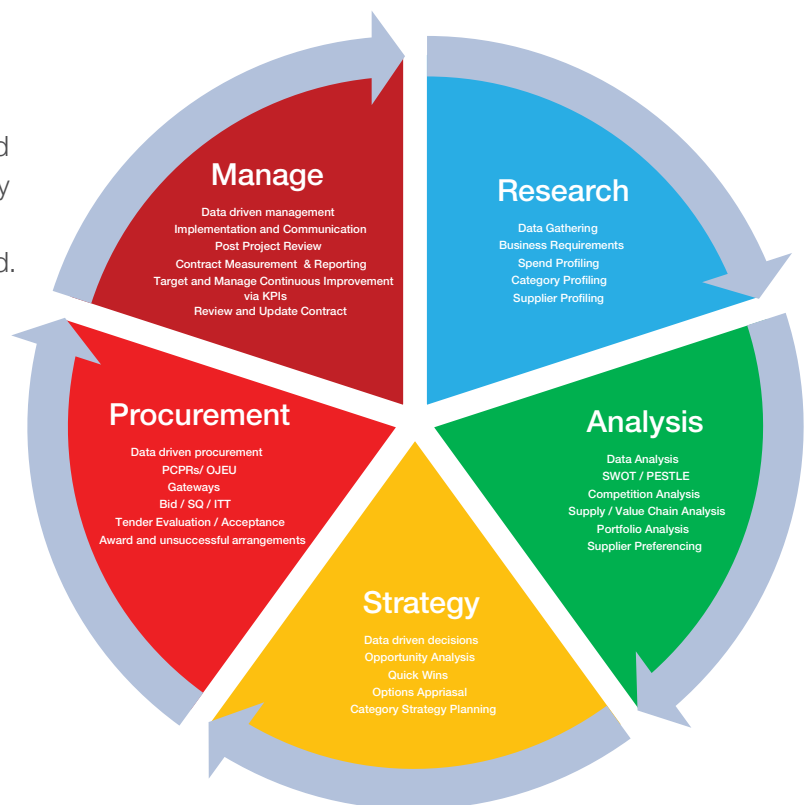 d
y
d.
Manage
Data driven management
Implementation and Communication
Post Project Review
Contract Measurement & Reporting
Target and Manage Continuous Improvement
via KPIs
Review and Update Contract
Research
Data Gathering
Business Requirements
Spend Profiling
Category Profiling
Supplier Profiling
Analysis
Data Analysis
SWOT / PESTLE
Competition Analysis
Supply / Value Chain Analysis
Portfolio Analysis
Supplier Preferencing
Strategy
Data driven decisions
Opportunity Analysis
Quick Wins
Options Apprisal
Category Strategy Planning
Procurement
Data driven procurement
PCPRs/ OJEU
Gateways
Bid / SQ / ITT
Tender Evaluation / Acceptance
Award and unsuccessful arrangements